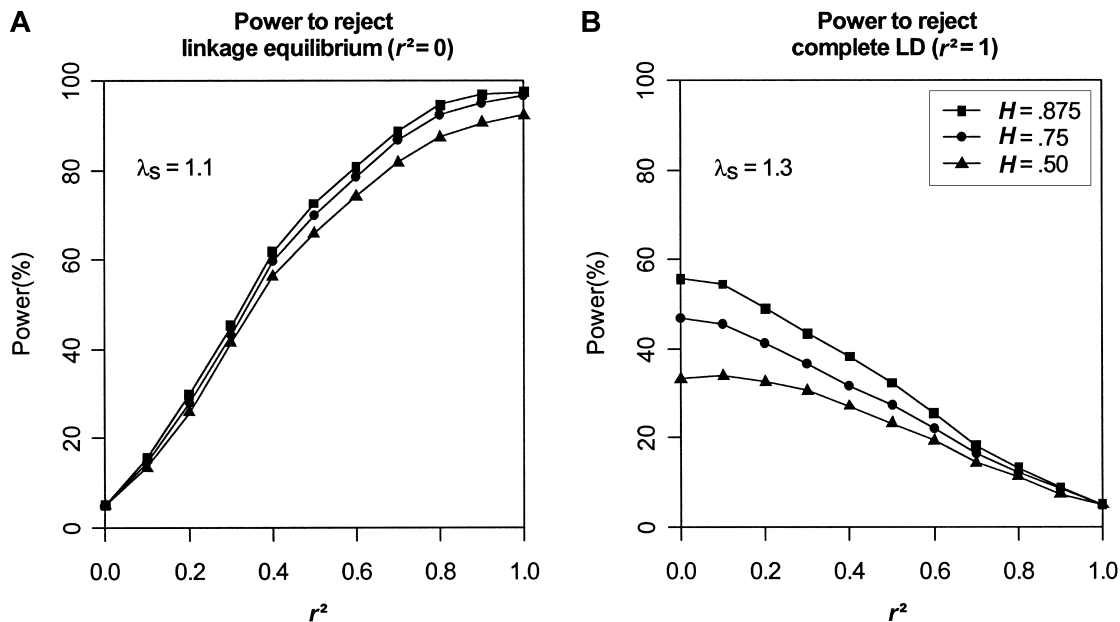 A
Power to reject
linkage equilibrium (r²= 0)
λS = 1.1
Power(%)
100
80
60
40
20
0
0.0 0.2 0.4 0.6 0.8 1.0
r²
B
Power to reject
complete LD (r²= 1)
λS = 1.3
H = .875
H = .75
H = .50
Power(%)
100
80
60
40
20
0
0.0 0.2 0.4 0.6 0.8 1.0
r²